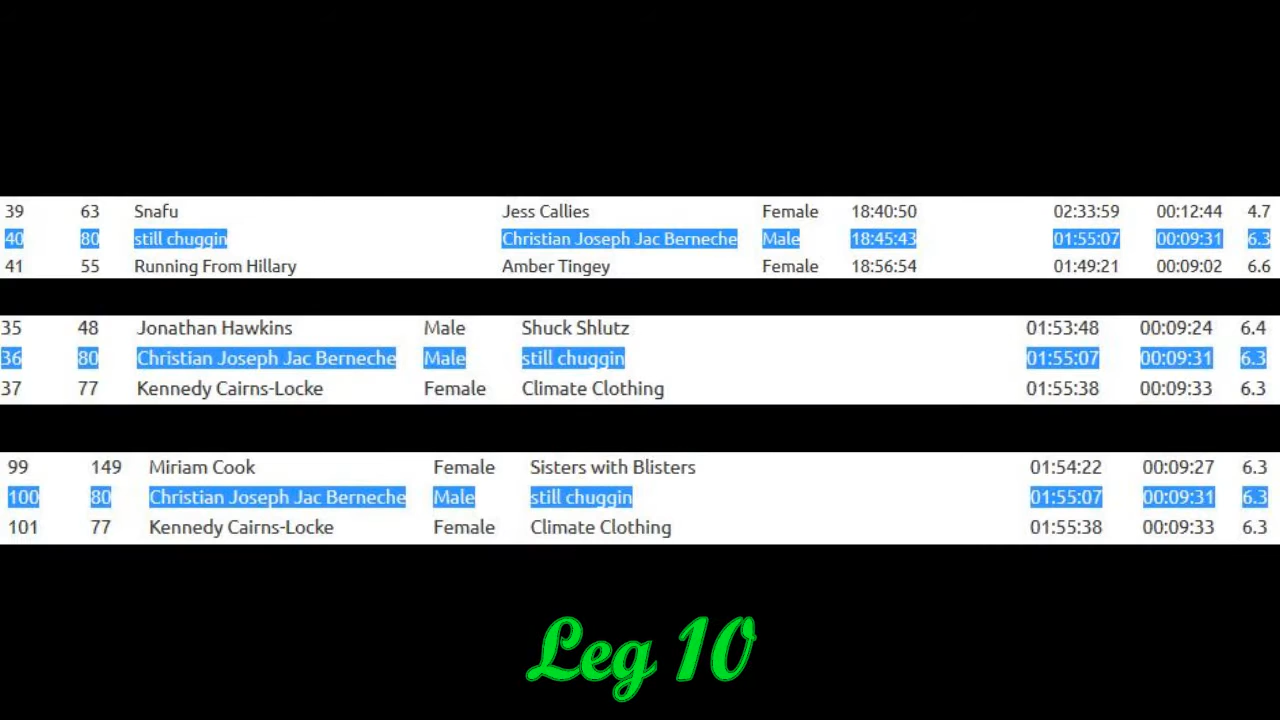 39 63 Snafu Jess Callies Female 18:40:50 02:33:59 00:12:44 4.7
40 80 still chuggin Christian Joseph Jac Berneche Male 18:45:43 01:55:07 00:09:31 6.3
41 55 Running From Hillary Amber Tingey Female 18:56:54 01:49:21 00:09:02 6.6
35 48 Jonathan Hawkins Male Shuck Shlutz 01:53:48 00:09:24 6.4
36 80 Christian Joseph Jac Berneche Male still chuggin 01:55:07 00:09:31 6.3
37 77 Kennedy Cairns-Locke Female Climate Clothing 01:55:38 00:09:33 6.3
99 149 Miriam Cook Female Sisters with Blisters 01:54:22 00:09:27 6.3
100 80 Christian Joseph Jac Berneche Male still chuggin 01:55:07 00:09:31 6.3
101 77 Kennedy Cairns-Locke Female Climate Clothing 01:55:38 00:09:33 6.3
Leg 10